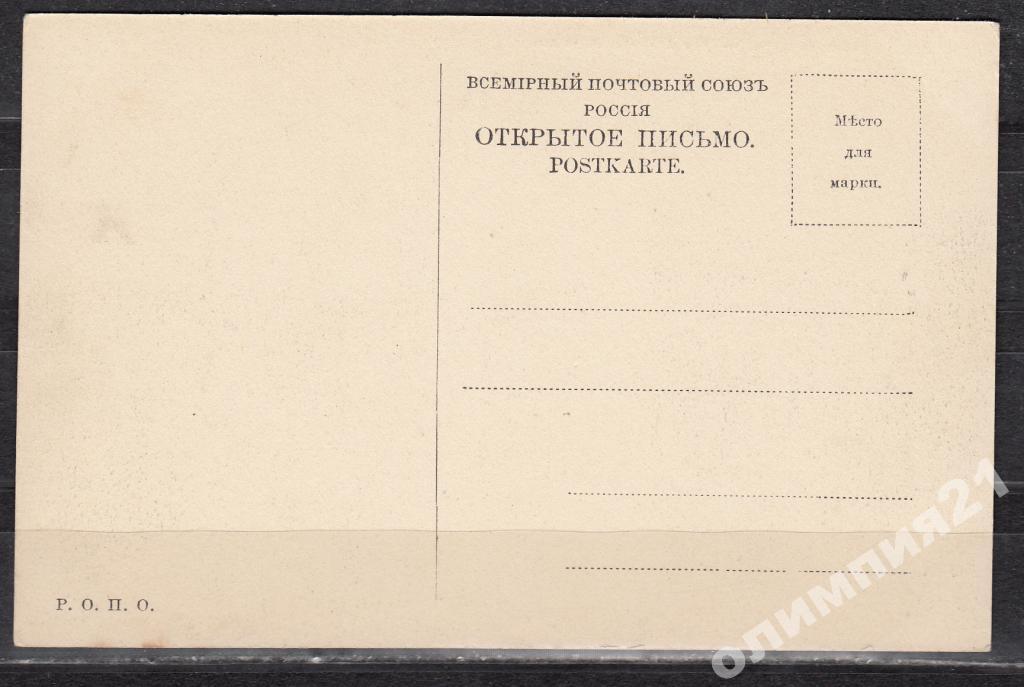 ВСЕМІРНЫЙ ПОЧТОВЫЙ СОЮЗЪ
РОССІЯ
ОТКРЫТОЕ ПИСЬМО.
POSTKARTE.
Мѣсто
для
марки.
Р. О. П. О.
олимпия21